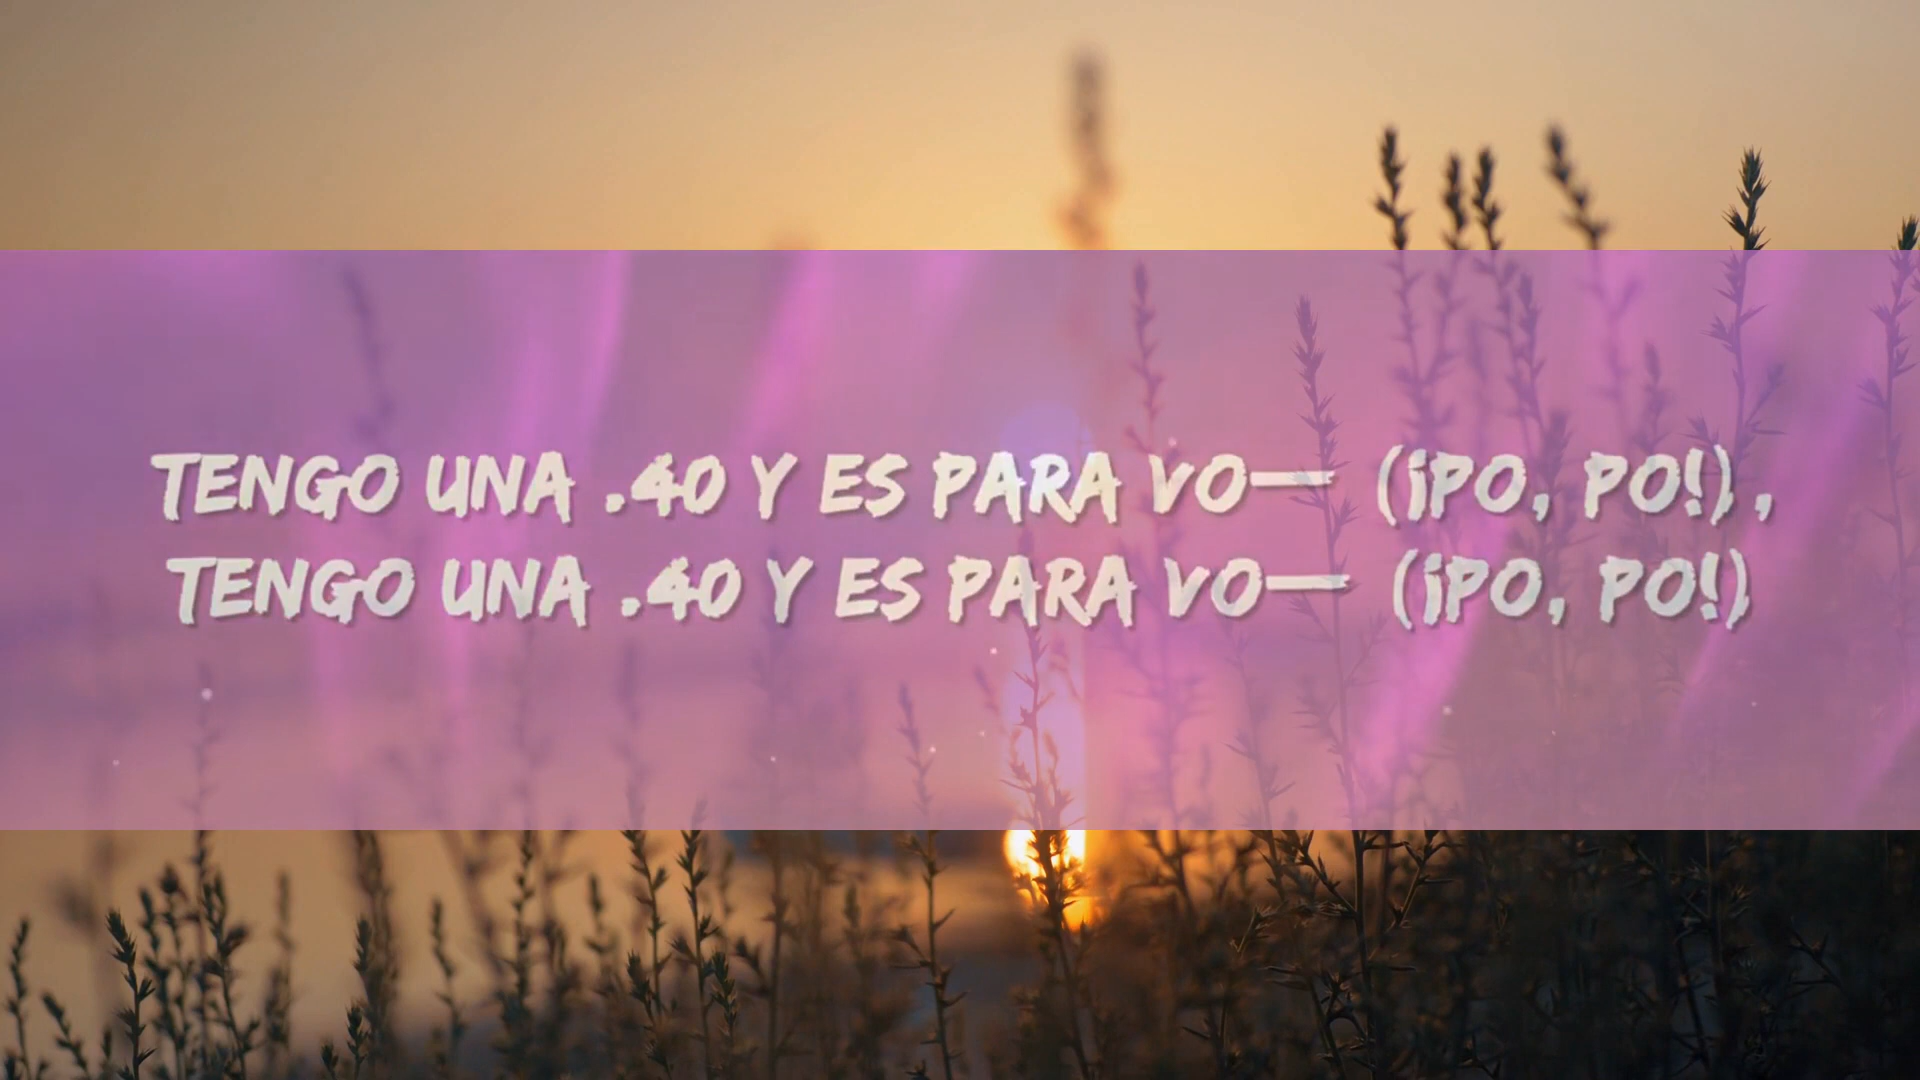 TENGO UNA .40 Y ES PARA VO— (¡PO, PO!),
TENGO UNA .40 Y ES PARA VO— (¡PO, PO!)